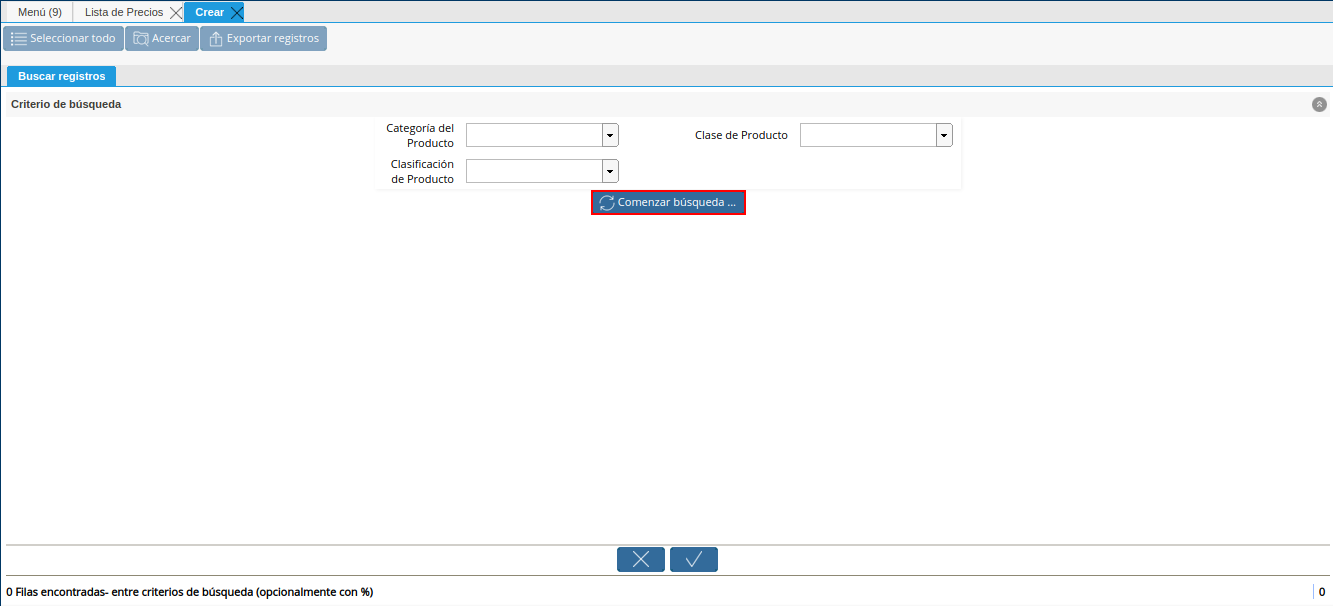 Menú (9) Lista de Precios Crear
Seleccionar todo Acercar Exportar registros
Buscar registros
Criterio de búsqueda
Categoría del
Producto
Clase de Producto
Clasificación
de Producto
Comenzar búsqueda ...
0 Filas encontradas- entre criterios de búsqueda (opcionalmente con %) 0